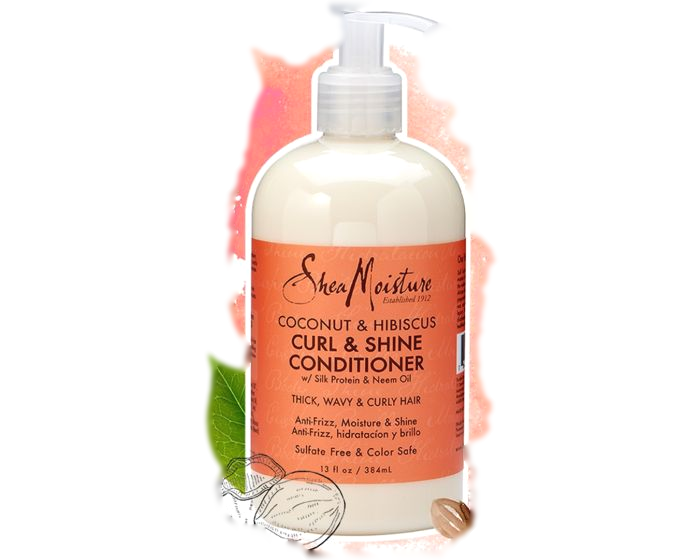 SheaMoisture
Established 1912
COCONUT & HIBISCUS
CURL & SHINE
CONDITIONER
w/ Silk Protein & Neem Oil
THICK, WAVY & CURLY HAIR
Anti-Frizz, Moisture & Shine
Anti-Frizz, hidratacíon y brillo
Sulfate Free & Color Safe
13 fl oz / 384mL